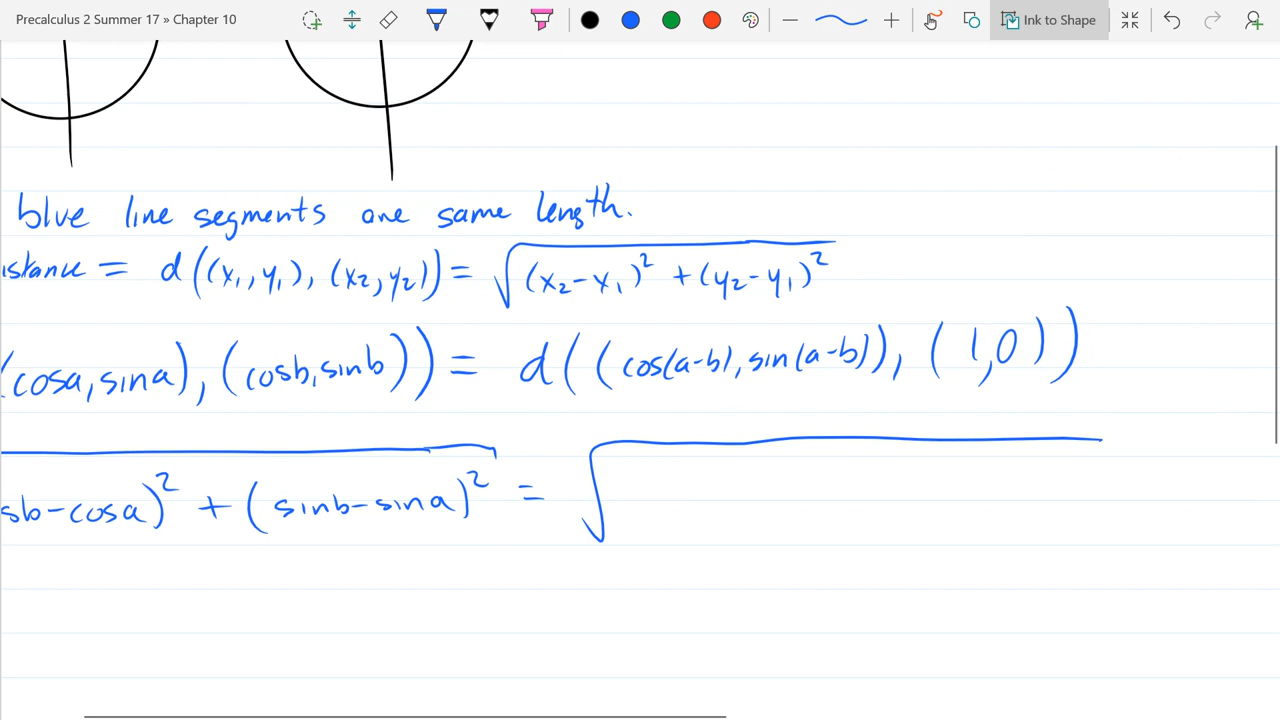 Precalculus 2 Summer 17 » Chapter 10
Ink to Shape
blue line segments are same length.
istance = d((x₁,y₁), (x₂,y₂)) = √((x₂-x₁)² + (y₂-y₁)²)
(cosa, sina), (cosb, sinb)) = d((cos(a-b), sin(a-b)), (1,0))
sb-cosa)² + (sinb-sina)² = √